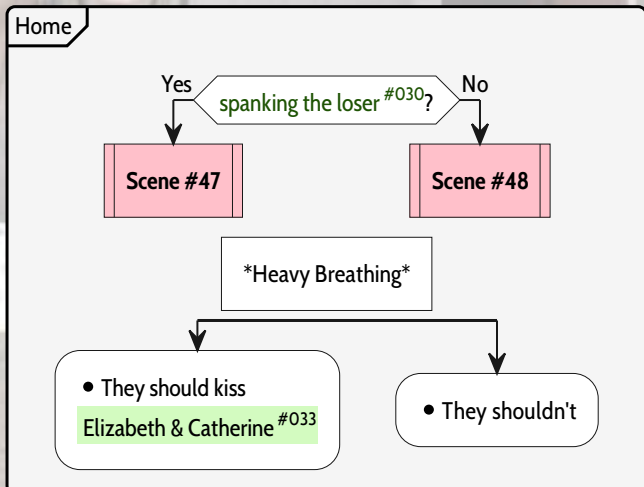 Home
Yes
spanking the loser #030?
No
Scene #47
Scene #48
*Heavy Breathing*
• They should kiss
Elizabeth & Catherine #033
• They shouldn't